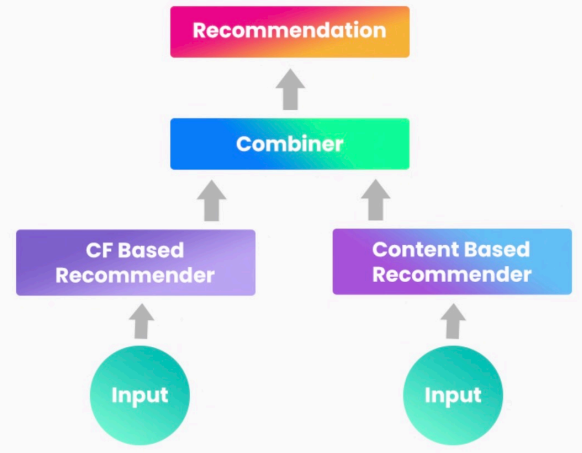 Recommendation
Combiner
CF Based
Recommender
Content Based
Recommender
Input
Input